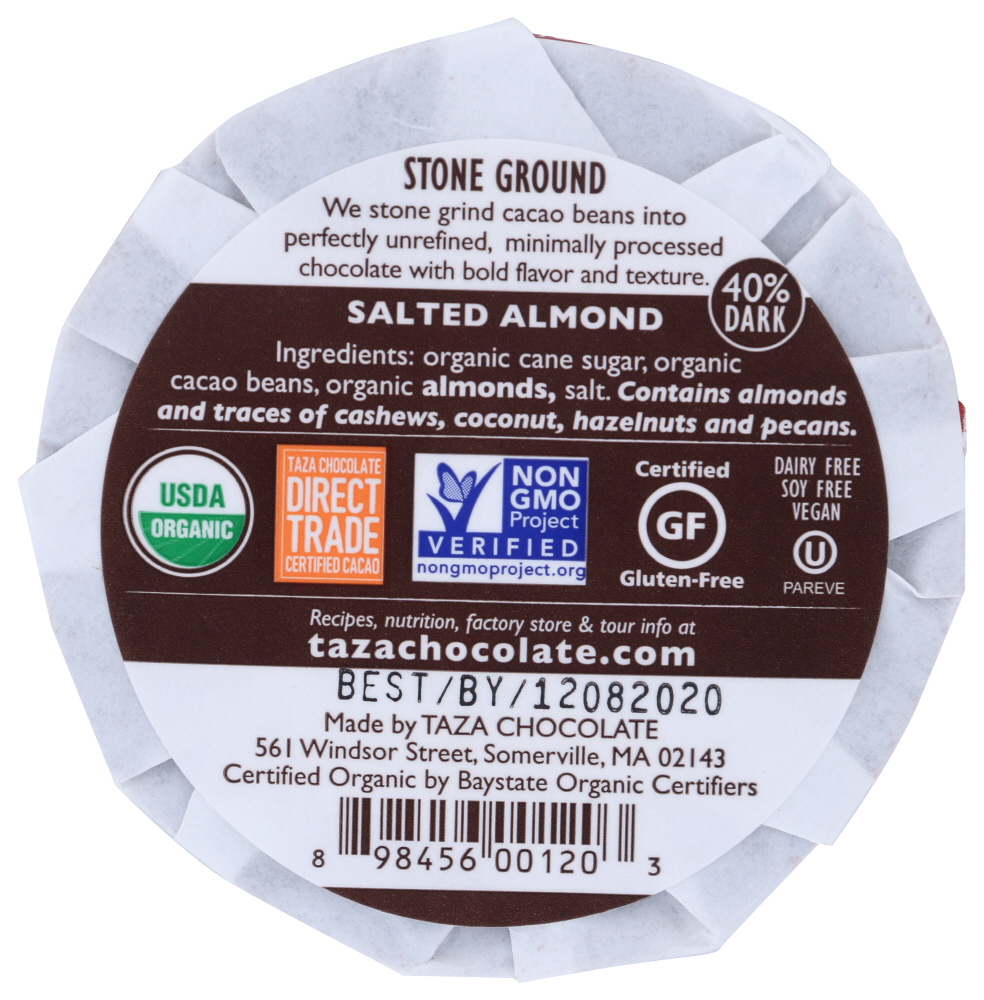 STONE GROUND
We stone grind cacao beans into
perfectly unrefined, minimally processed
chocolate with bold flavor and texture.
40%
DARK
SALTED ALMOND
Ingredients: organic cane sugar, organic
cacao beans, organic almonds, salt. Contains almonds
and traces of cashews, coconut, hazelnuts and pecans.
USDA
ORGANIC
TAZA CHOCOLATE
DIRECT
TRADE
CERTIFIED CACAO
NON
GMO
Project
VERIFIED
nongmoproject.org
Certified
GF
Gluten-Free
DAIRY FREE
SOY FREE
VEGAN
U
PAREVE
Recipes, nutrition, factory store & tour info at
tazachocolate.com
BEST/BY/12082020
Made by TAZA CHOCOLATE
561 Windsor Street, Somerville, MA 02143
Certified Organic by Baystate Organic Certifiers
8 98456 00120 3